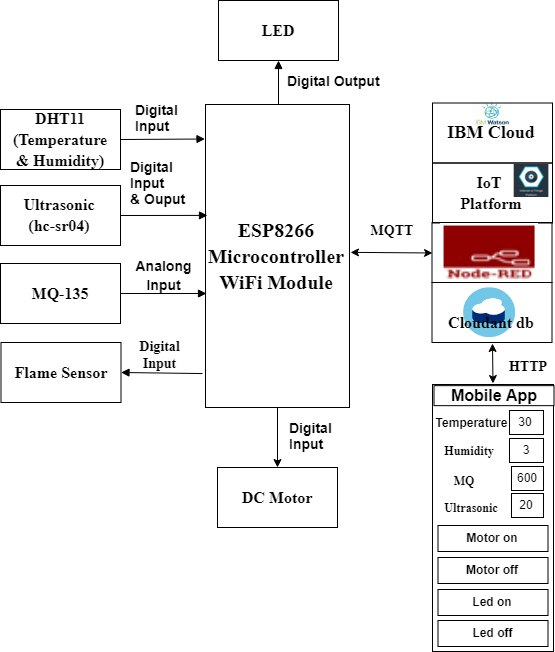 LED
Digital Output
DHT11
(Temperature
& Humidity)
Digital
Input
Ultrasonic
(hc-sr04)
Digital
Input
& Ouput
MQ-135
Analong
Input
Flame Sensor
Digital
Input
ESP8266
Microcontroller
WiFi Module
Digital
Input
DC Motor
MQTT
IBM Watson
IBM Cloud
IoT
Platform
Node-RED
Cloudant db
HTTP
Mobile App
Temperature 30
Humidity 3
MQ 600
Ultrasonic 20
Motor on
Motor off
Led on
Led off